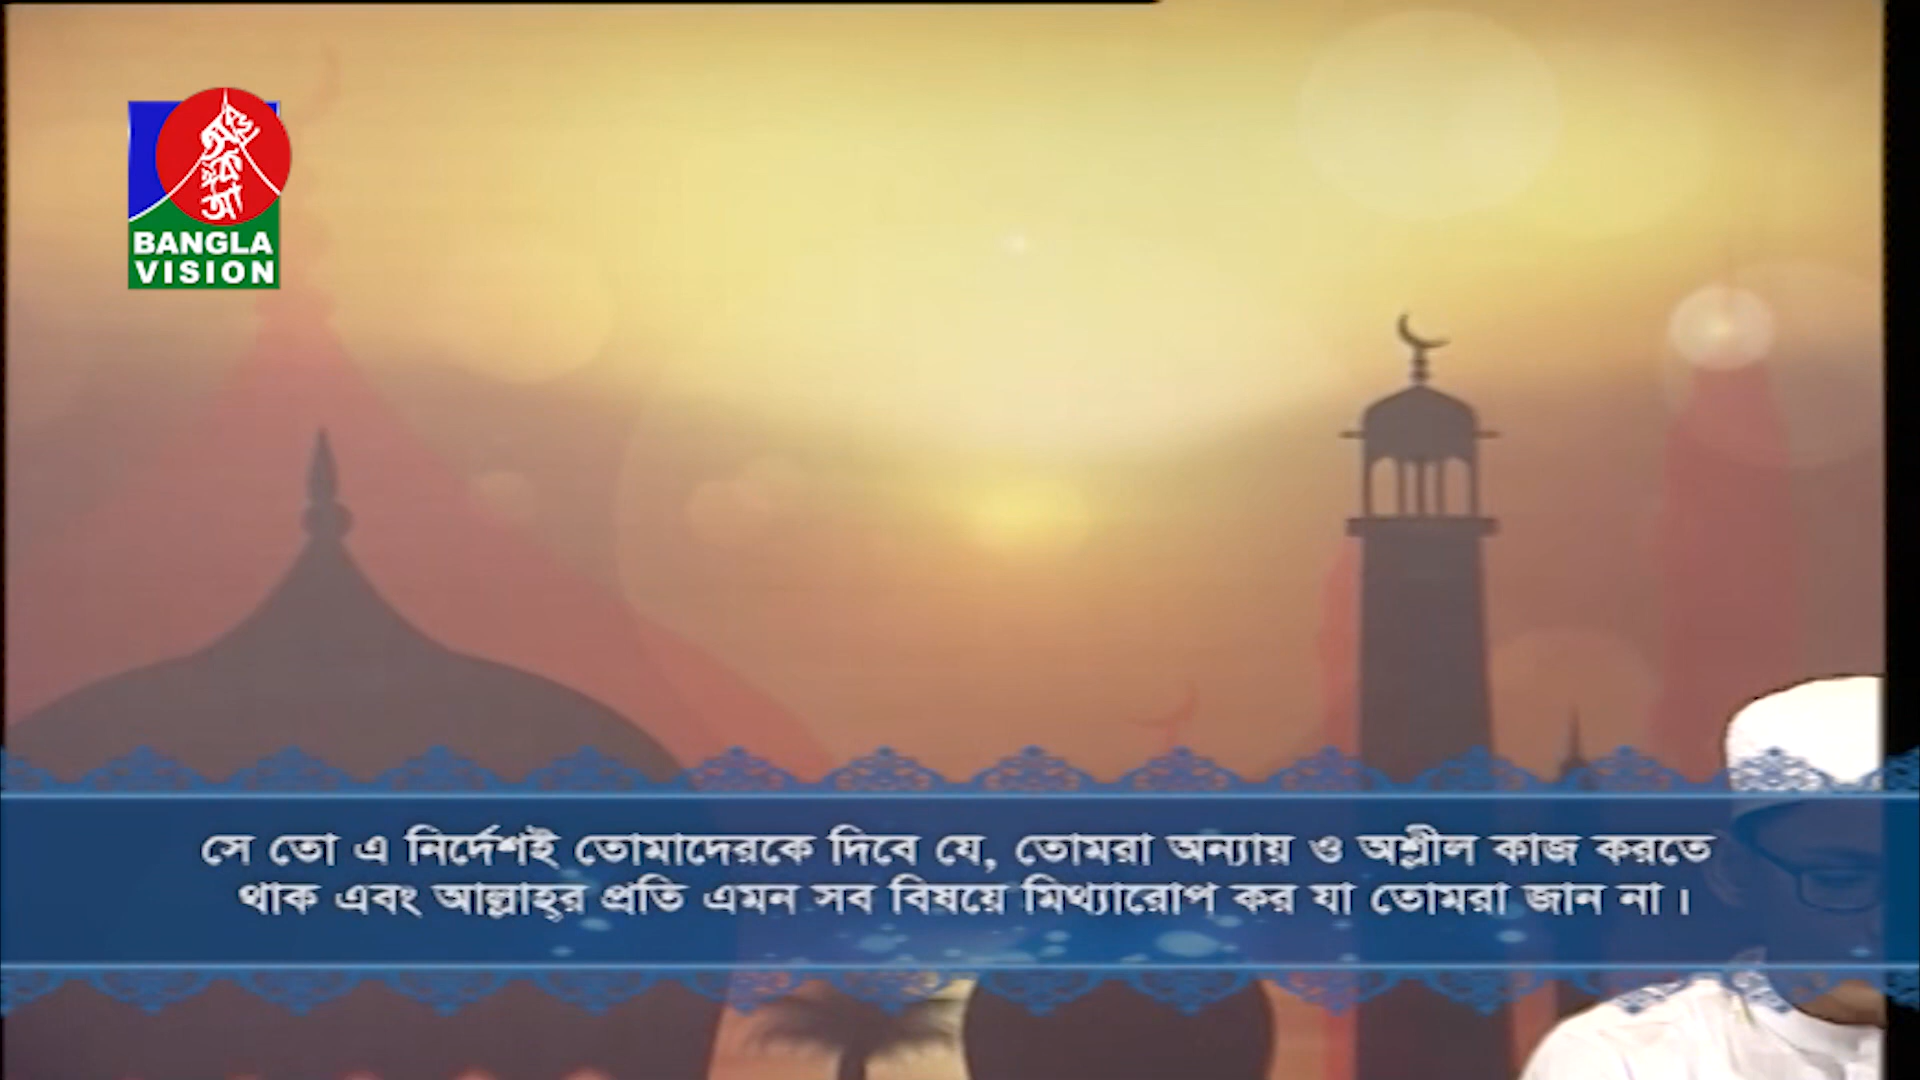 BANGLA
VISION
সে তো এ নির্দেশই তোমাদেরকে দিবে যে, তোমরা অন্যায় ও অশ্লীল কাজ করতে
থাক এবং আল্লাহ্‌র প্রতি এমন সব বিষয়ে মিথ্যারোপ কর যা তোমরা জান না।